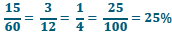 15/60 = 3/12 = 1/4 = 25/100 = 25%